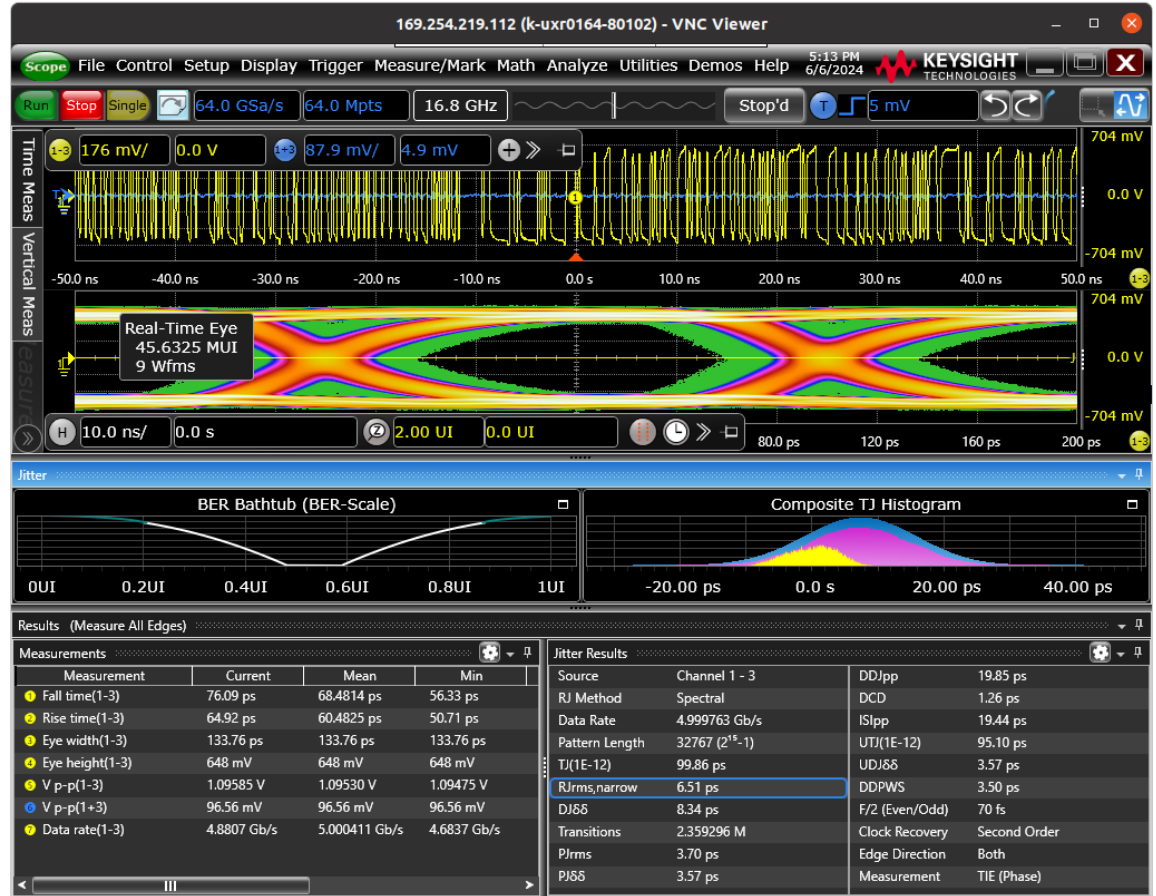 169.254.219.112 (k-uxr0164-80102) - VNC Viewer
Scope File Control Setup Display Trigger Measure/Mark Math Analyze Utilities Demos Help 5:13 PM 6/6/2024 KEYSIGHT TECHNOLOGIES X
Run Stop Single 64.0 GSa/s 64.0 Mpts 16.8 GHz Stop'd T 5 mV
Time Meas
Vertical Meas
1-3 176 mV/ 0.0 V 1+3 87.9 mV/ 4.9 mV
704 mV
0.0 V
-704 mV
T
1
-50.0 ns -40.0 ns -30.0 ns -20.0 ns -10.0 ns 0.0 s 10.0 ns 20.0 ns 30.0 ns 40.0 ns 50.0 ns 1-3
704 mV
Real-Time Eye
45.6325 MUI
9 Wfms
0.0 V
-704 mV
H 10.0 ns/ 0.0 s Z 2.00 UI 0.0 UI
80.0 ps 120 ps 160 ps 200 ps 1-3
Jitter
BER Bathtub (BER-Scale)
0UI 0.2UI 0.4UI 0.6UI 0.8UI 1UI
Composite TJ Histogram
-20.00 ps 0.0 s 20.00 ps 40.00 ps
Results (Measure All Edges)
Measurements
Measurement Current Mean Min
1 Fall time(1-3) 76.09 ps 68.4814 ps 56.33 ps
2 Rise time(1-3) 64.92 ps 60.4825 ps 50.71 ps
3 Eye width(1-3) 133.76 ps 133.76 ps 133.76 ps
4 Eye height(1-3) 648 mV 648 mV 648 mV
5 V p-p(1-3) 1.09585 V 1.09530 V 1.09475 V
6 V p-p(1+3) 96.56 mV 96.56 mV 96.56 mV
7 Data rate(1-3) 4.8807 Gb/s 5.000411 Gb/s 4.6837 Gb/s
Jitter Results
Source Channel 1 - 3 DDJpp 19.85 ps
RJ Method Spectral DCD 1.26 ps
Data Rate 4.999763 Gb/s ISIpp 19.44 ps
Pattern Length 32767 (2¹⁵-1) UTJ(1E-12) 95.10 ps
TJ(1E-12) 99.86 ps UDJδδ 3.57 ps
RJrms,narrow 6.51 ps DDPWS 3.50 ps
DJδδ 8.34 ps F/2 (Even/Odd) 70 fs
Transitions 2.359296 M Clock Recovery Second Order
PJrms 3.70 ps Edge Direction Both
PJδδ 3.57 ps Measurement TIE (Phase)